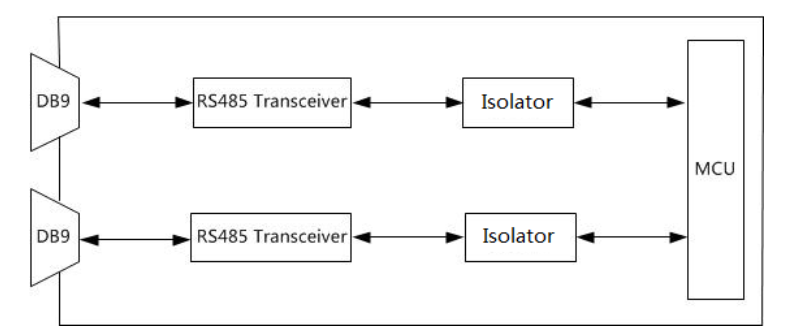 DB9
RS485 Transceiver
Isolator
MCU
DB9
RS485 Transceiver
Isolator